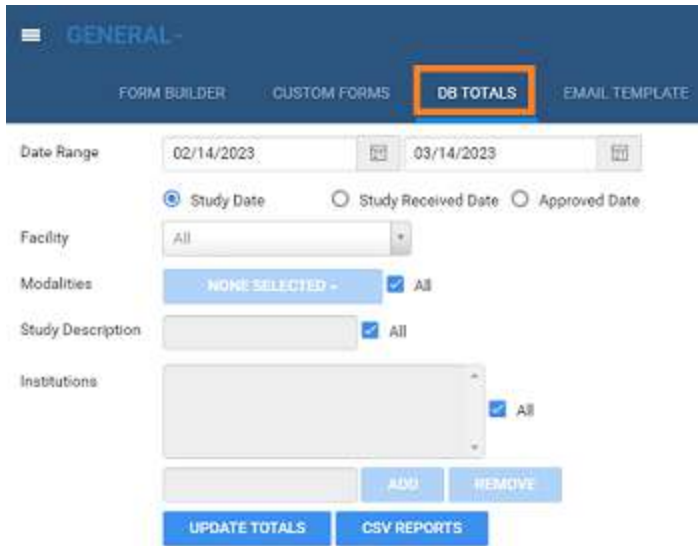 GENERAL-
FORM BUILDER CUSTOM FORMS DB TOTALS EMAIL TEMPLATE
Date Range 02/14/2023 03/14/2023
Study Date Study Received Date Approved Date
Facility All
Modalities NONE SELECTED - All
Study Description All
Institutions
All
ADD REMOVE
UPDATE TOTALS CSV REPORTS